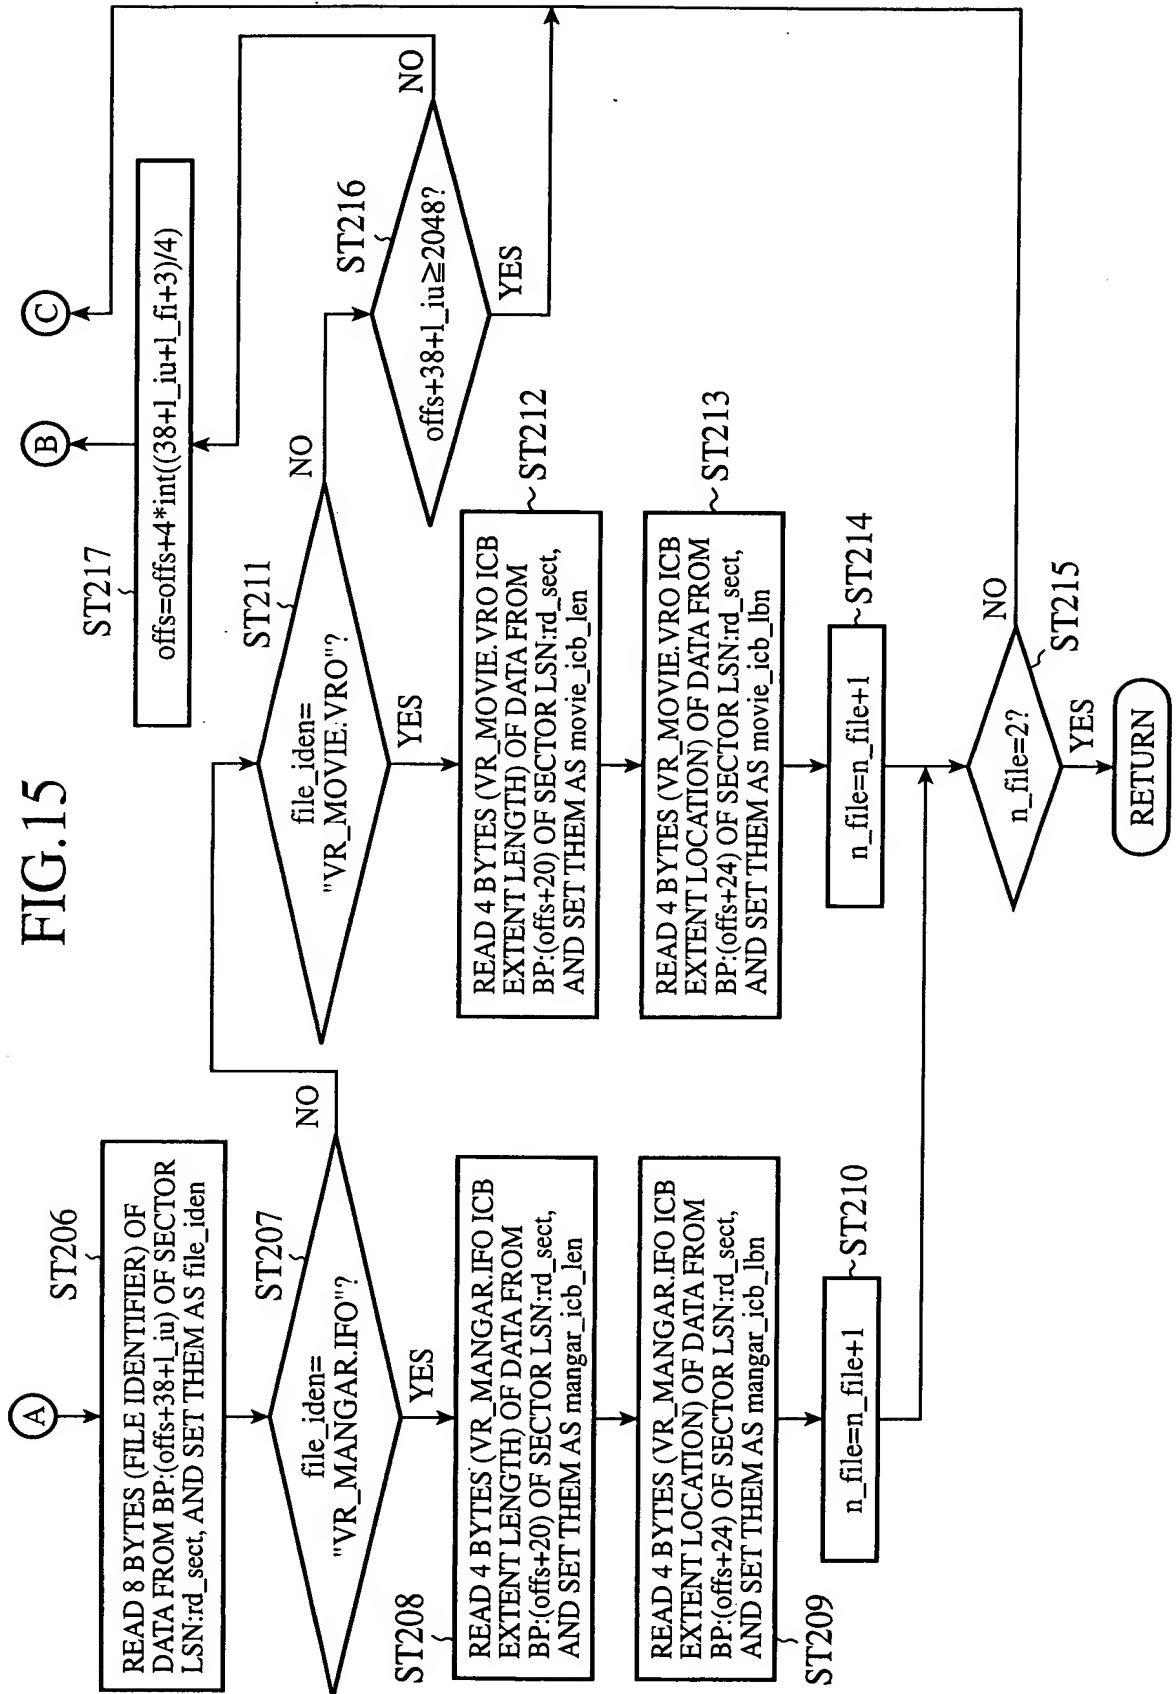 FIG.15
A
ST206
READ 8 BYTES (FILE IDENTIFIER) OF
DATA FROM BP:(offs+38+l_iu) OF SECTOR
LSN:rd_sect, AND SET THEM AS file_iden
ST207
file_iden=
"VR_MANGAR.IFO"?
NO
YES
ST208
READ 4 BYTES (VR_MANGAR.IFO ICB
EXTENT LENGTH) OF DATA FROM
BP:(offs+20) OF SECTOR LSN:rd_sect,
AND SET THEM AS mangar_icb_len
READ 4 BYTES (VR_MANGAR.IFO ICB
EXTENT LOCATION) OF DATA FROM
BP:(offs+24) OF SECTOR LSN:rd_sect,
AND SET THEM AS mangar_icb_lbn
ST209
ST210
n_file=n_file+1
ST211
file_iden=
"VR_MOVIE.VRO"?
NO
YES
READ 4 BYTES (VR_MOVIE.VRO ICB
EXTENT LENGTH) OF DATA FROM
BP:(offs+20) OF SECTOR LSN:rd_sect,
AND SET THEM AS movie_icb_len
ST212
READ 4 BYTES (VR_MOVIE.VRO ICB
EXTENT LOCATION) OF DATA FROM
BP:(offs+24) OF SECTOR LSN:rd_sect,
AND SET THEM AS movie_icb_lbn
ST213
n_file=n_file+1
ST214
n_file=2?
ST215
NO
YES
RETURN
ST216
offs+38+l_iu≧2048?
NO
YES
ST217
offs=offs+4*int((38+l_iu+l_fi+3)/4)
B
C